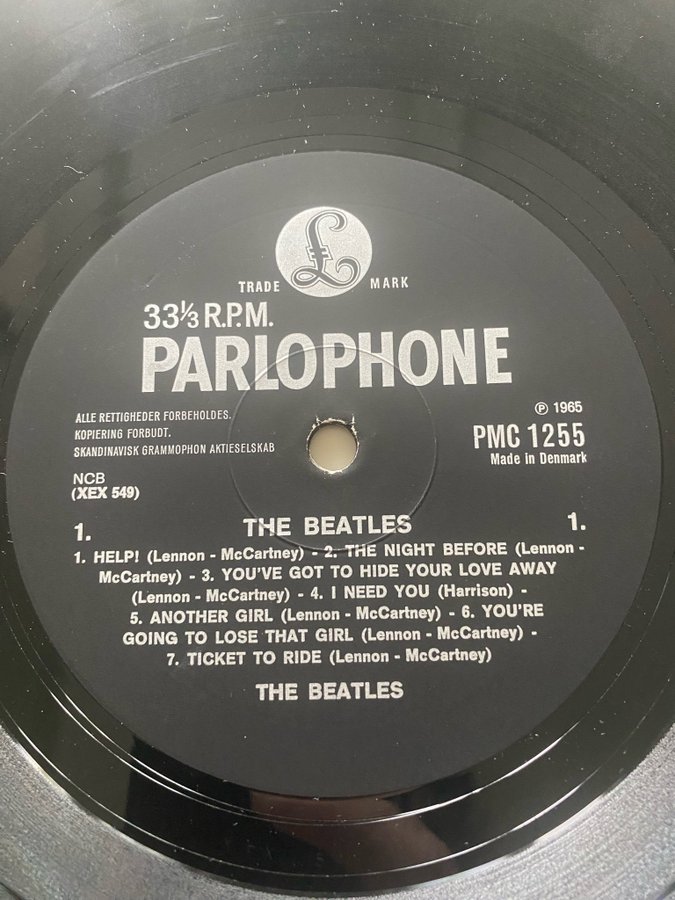 £
TRADE MARK
33⅓ R.P.M.
PARLOPHONE
ALLE RETTIGHEDER FORBEHOLDES.
KOPIERING FORBUDT.
SKANDINAVISK GRAMMOPHON AKTIESELSKAB
℗ 1965
PMC 1255
Made in Denmark
NCB
(XEX 549)
1. THE BEATLES 1.
1. HELP! (Lennon - McCartney) - 2. THE NIGHT BEFORE (Lennon -
McCartney) - 3. YOU'VE GOT TO HIDE YOUR LOVE AWAY
(Lennon - McCartney) - 4. I NEED YOU (Harrison) -
5. ANOTHER GIRL (Lennon - McCartney) - 6. YOU'RE
GOING TO LOSE THAT GIRL (Lennon - McCartney) -
7. TICKET TO RIDE (Lennon - McCartney)
THE BEATLES